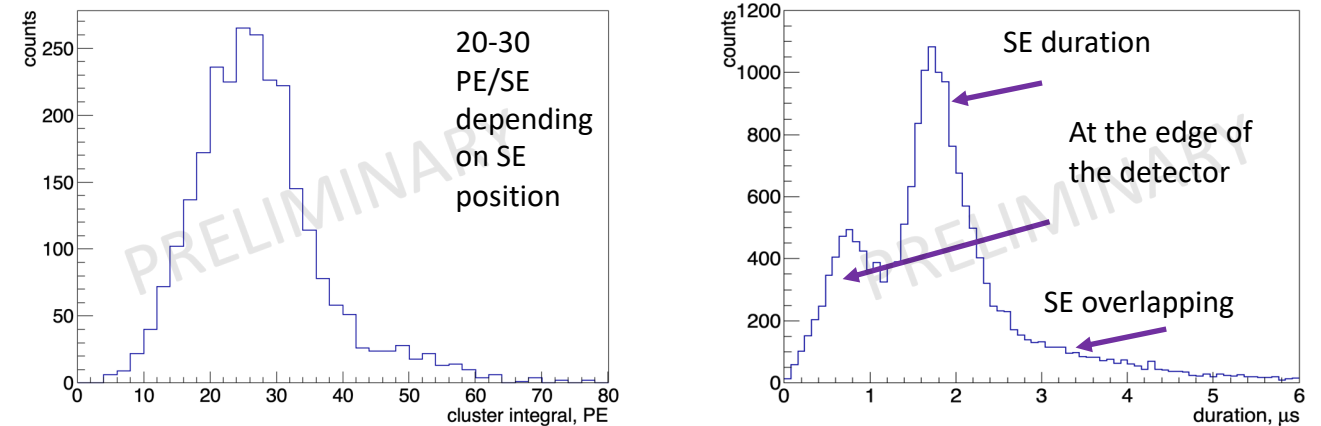 counts
250
200
150
100
50
0
0 10 20 30 40 50 60 70 80
cluster integral, PE
20-30
PE/SE
depending
on SE
position
PRELIMINARY
counts
1200
1000
800
600
400
200
0
0 1 2 3 4 5 6
duration, μs
SE duration
At the edge of
the detector
SE overlapping
PRELIMINARY